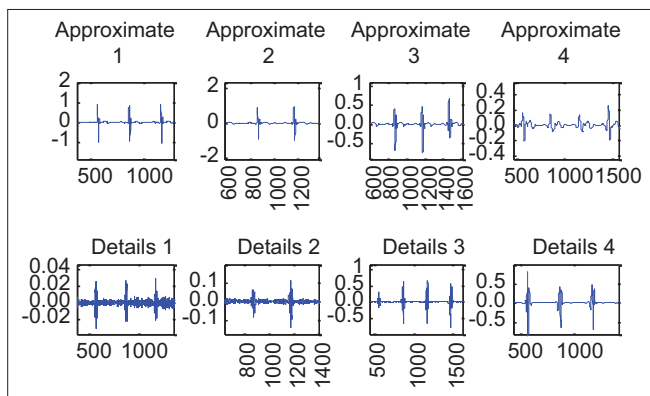 Approximate 1
Approximate 2
Approximate 3
Approximate 4
2
1
0
-1
500 1000
2
0
-2
600 800 1000 1200
1
0.5
0.0
-0.5
600 800 1000 1200 1400 1600
0.4
0.2
0.0
-0.2
-0.4
500 1000 1500
Details 1
Details 2
Details 3
Details 4
0.04
0.02
0.00
-0.02
500 1000
0.1
0.0
-0.1
800 1000 1200 1400
1
0.5
0.0
-0.5
500 1000 1500
0.5
0.0
-0.5
500 1000